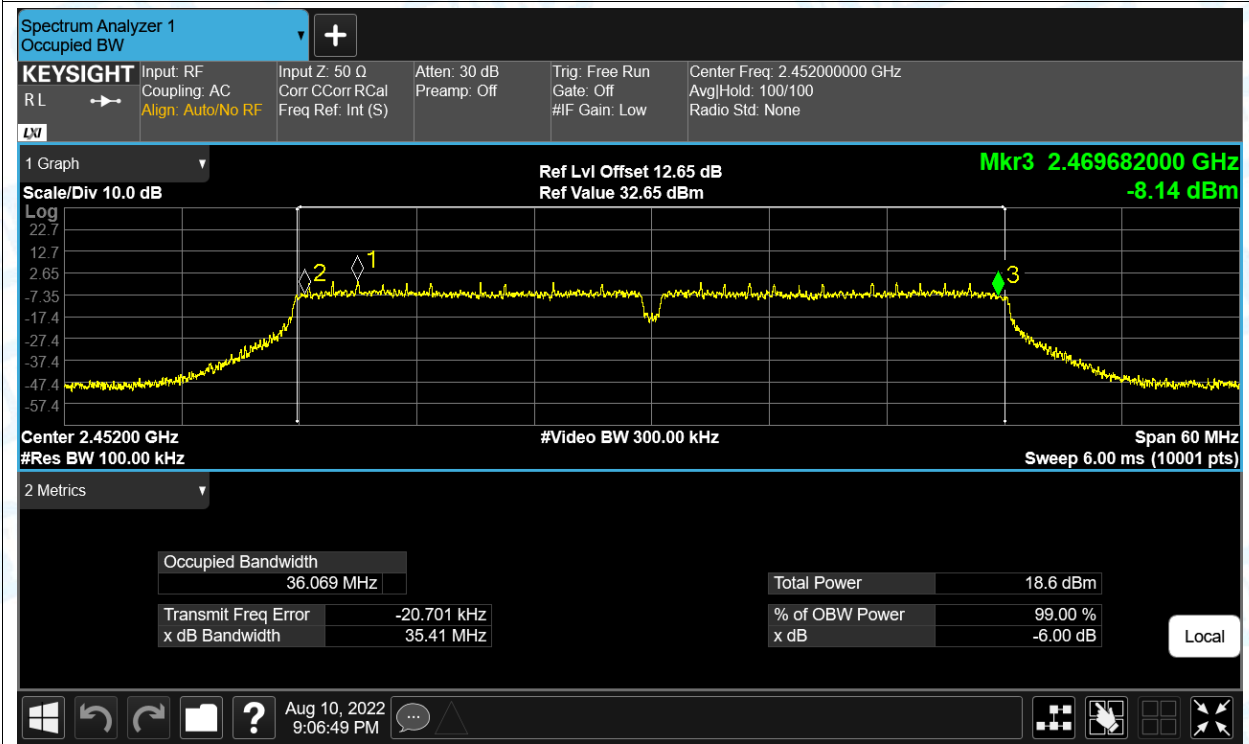 Spectrum Analyzer 1
Occupied BW
KEYSIGHT
R L
LXI
Input: RF
Coupling: AC
Align: Auto/No RF
Input Z: 50 Ω
Corr CCorr RCal
Freq Ref: Int (S)
Atten: 30 dB
Preamp: Off
Trig: Free Run
Gate: Off
#IF Gain: Low
Center Freq: 2.452000000 GHz
Avg|Hold: 100/100
Radio Std: None
1 Graph
Scale/Div 10.0 dB
Ref Lvl Offset 12.65 dB
Ref Value 32.65 dBm
Mkr3 2.469682000 GHz
-8.14 dBm
Log
22.7
12.7
2.65
-7.35
-17.4
-27.4
-37.4
-47.4
-57.4
2
1
3
Center 2.45200 GHz
#Video BW 300.00 kHz
Span 60 MHz
#Res BW 100.00 kHz
Sweep 6.00 ms (10001 pts)
2 Metrics
Occupied Bandwidth
36.069 MHz
Total Power 18.6 dBm
Transmit Freq Error -20.701 kHz
% of OBW Power 99.00 %
x dB Bandwidth 35.41 MHz
x dB -6.00 dB
Local
?
Aug 10, 2022
9:06:49 PM